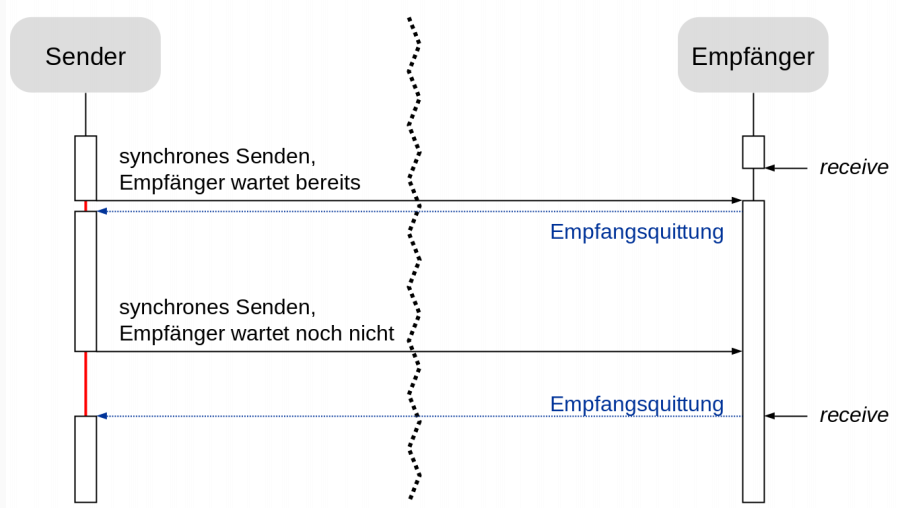 Sender
Empfänger
synchrones Senden,
Empfänger wartet bereits
receive
Empfangsquittung
synchrones Senden,
Empfänger wartet noch nicht
Empfangsquittung
receive